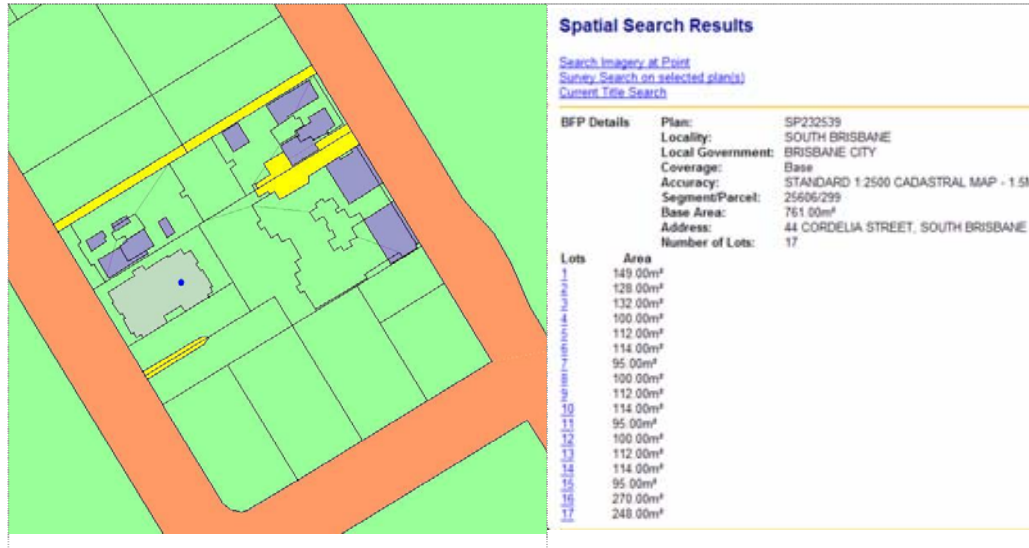 Spatial Search Results
Search Imagery at Point
Survey Search on selected plan(s)
Current Title Search
BFP Details Plan: SP232539
Locality: SOUTH BRISBANE
Local Government: BRISBANE CITY
Coverage: Base
Accuracy: STANDARD 1:2500 CADASTRAL MAP - 1.5
Segment/Parcel: 25606/299
Base Area: 761.00m²
Address: 44 CORDELIA STREET, SOUTH BRISBANE
Number of Lots: 17
Lots Area
1 149.00m²
2 128.00m²
3 132.00m²
4 100.00m²
5 112.00m²
6 114.00m²
7 95.00m²
8 100.00m²
9 112.00m²
10 114.00m²
11 95.00m²
12 100.00m²
13 112.00m²
14 114.00m²
15 95.00m²
16 270.00m²
17 248.00m²